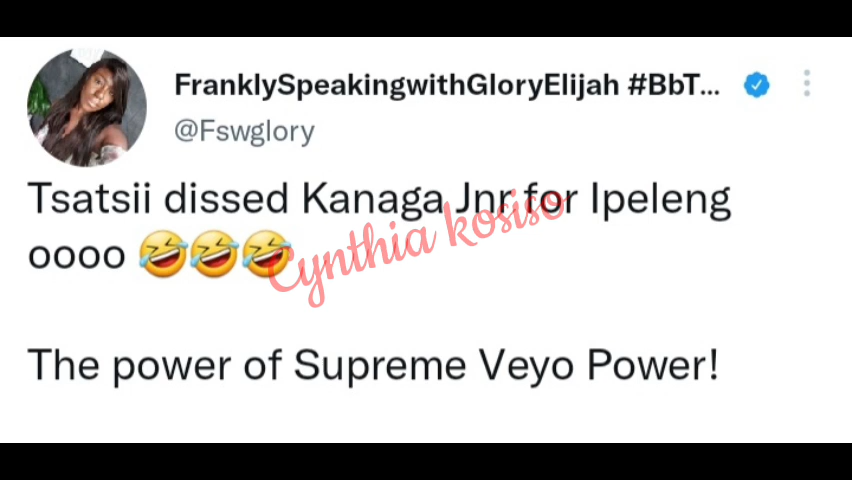 FranklySpeakingwithGloryElijah #BbT...
@Fswglory
Tsatsii dissed Kanaga Jnr for Ipeleng
oooo 🤣🤣🤣
Cynthia kosiso
The power of Supreme Veyo Power!